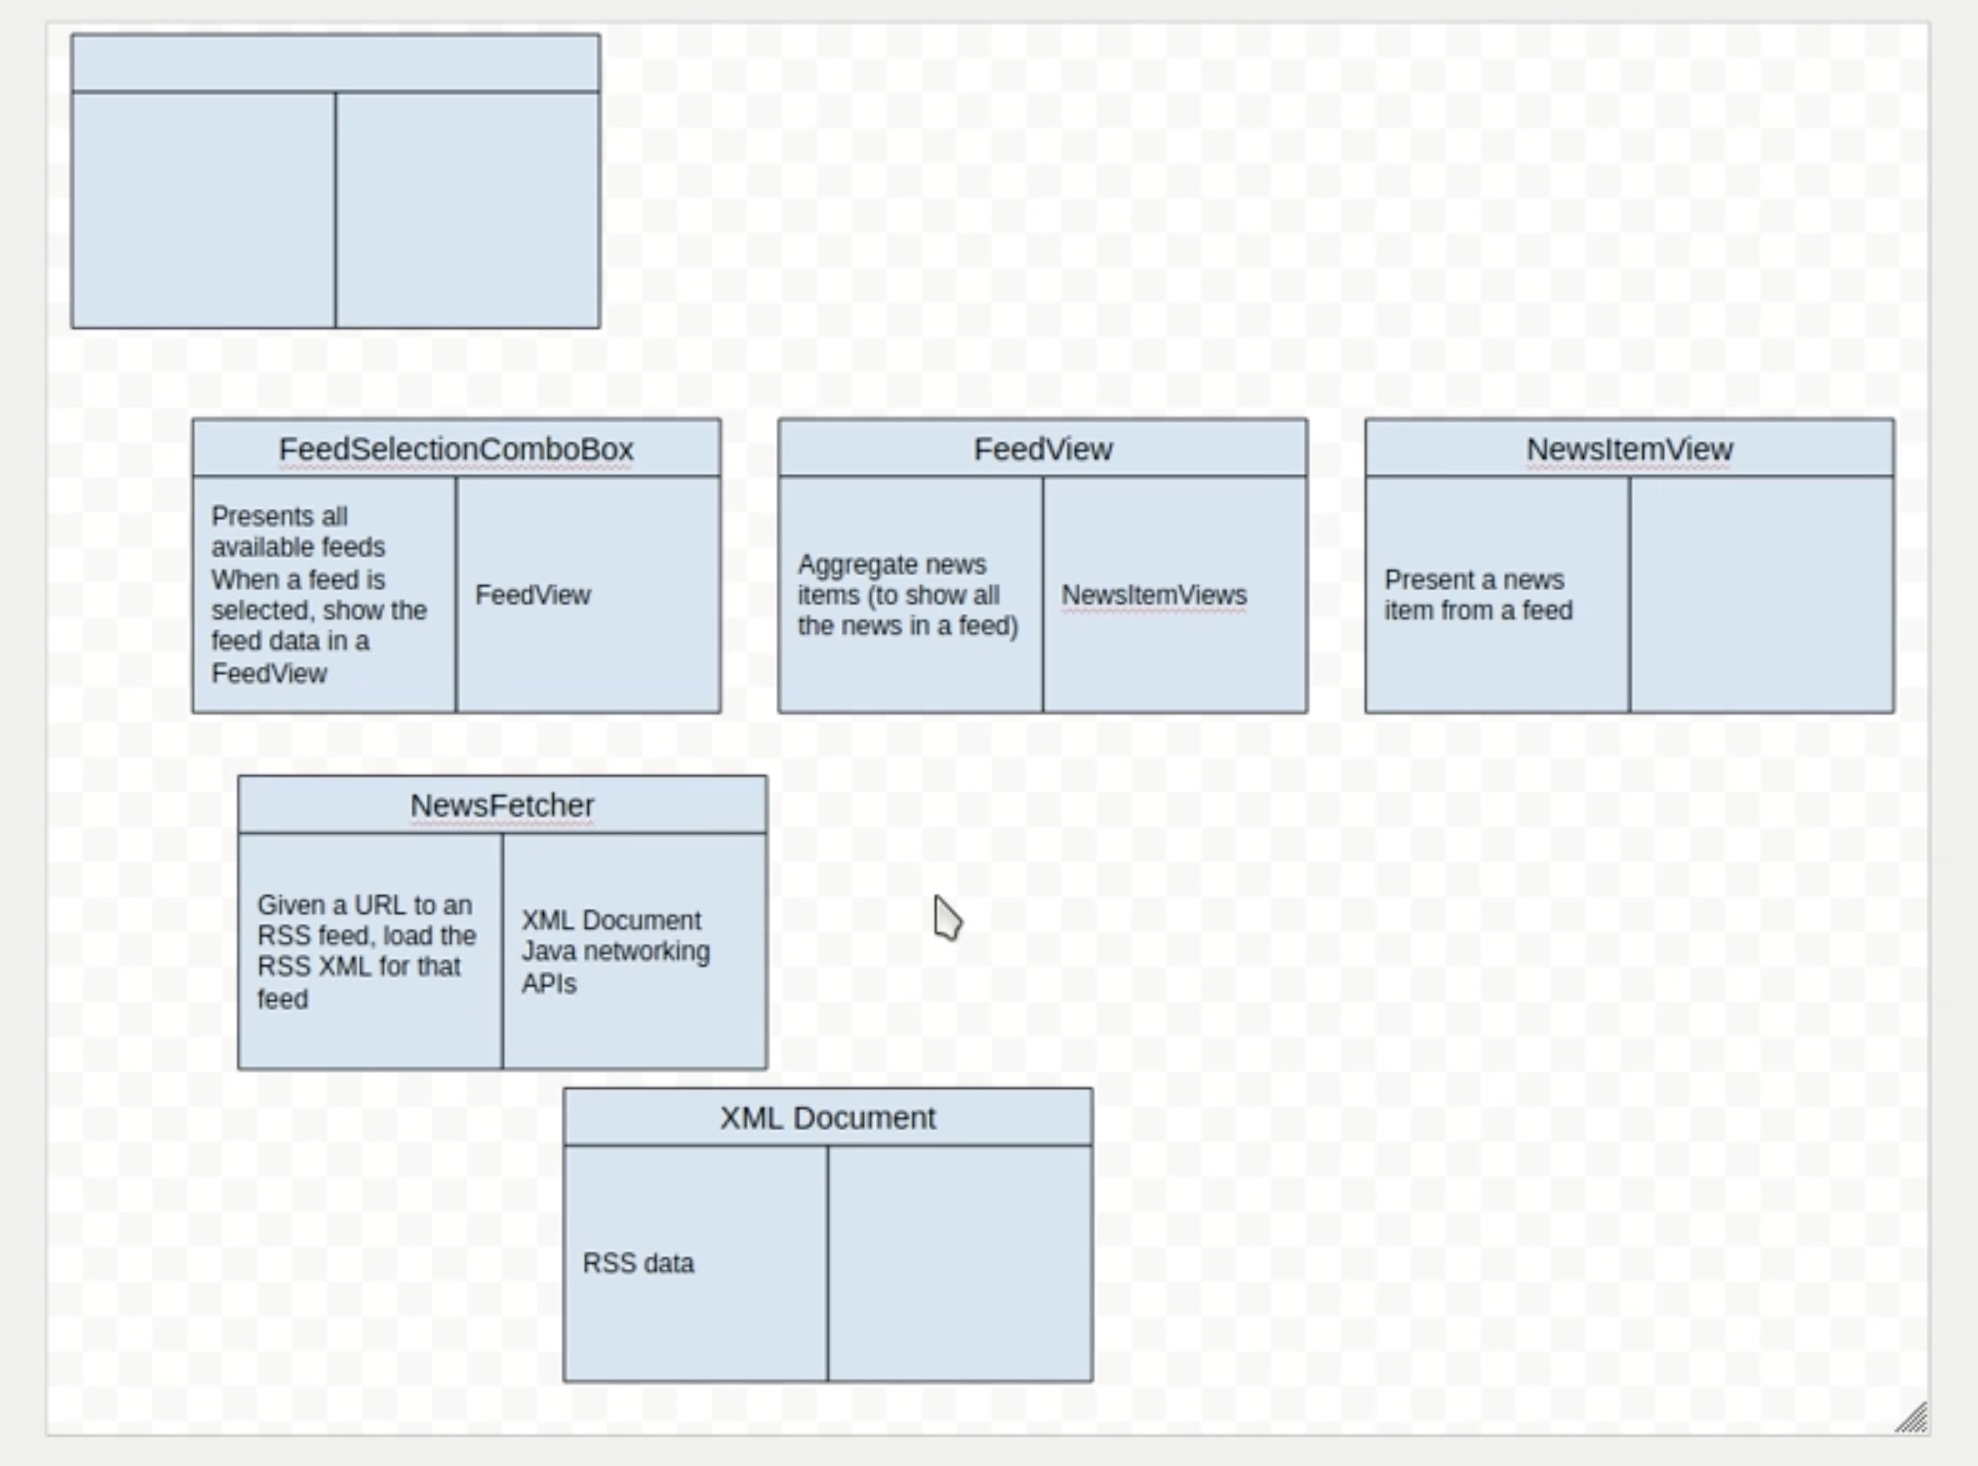 FeedSelectionComboBox
Presents all
available feeds
When a feed is
selected, show the
feed data in a
FeedView
FeedView
FeedView
Aggregate news
items (to show all
the news in a feed)
NewsItemViews
NewsItemView
Present a news
item from a feed
NewsFetcher
Given a URL to an
RSS feed, load the
RSS XML for that
feed
XML Document
Java networking
APIs
XML Document
RSS data